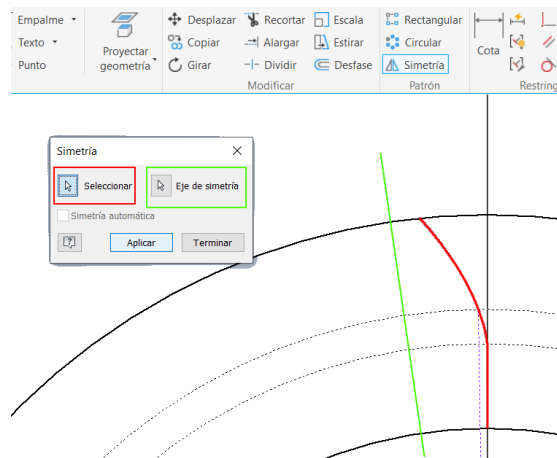 Empalme
Desplazar
Recortar
Escala
Rectangular
Texto
Copiar
Alargar
Estirar
Circular
Proyectar
geometría
Cota
Punto
Girar
Dividir
Desfase
Simetría
Modificar
Patrón
Simetría
Seleccionar
Eje de simetría
Simetría automática
Aplicar
Terminar